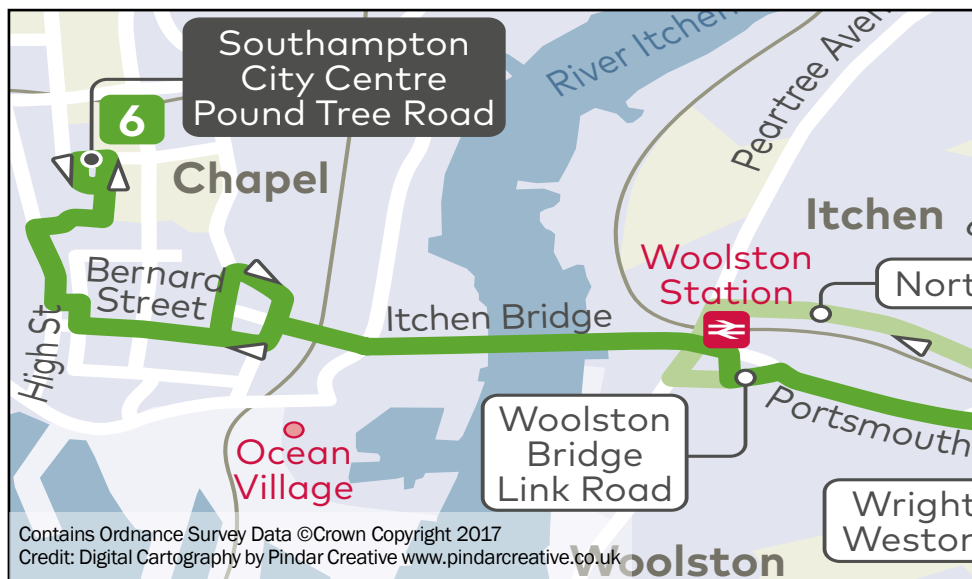 Southampton
City Centre
Pound Tree Road
6
River Itchen
Peartree Aven
Chapel
Itchen
Woolston
Station
Nort
Bernard
Street
High St
Itchen Bridge
Portsmouth
Woolston
Bridge
Link Road
Ocean
Village
Wright
Weston
Woolston
Contains Ordnance Survey Data ©Crown Copyright 2017
Credit: Digital Cartography by Pindar Creative www.pindarcreative.co.uk